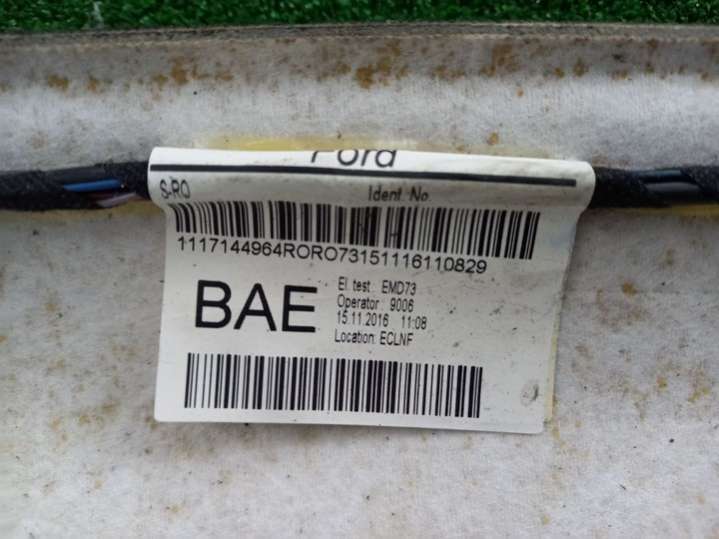 Ford
S-RO Ident. No.
1117144964RORO73151116110829
BAE
El. test : EMD73
Operator : 9006
15.11.2016 11:08
Location: ECLNF